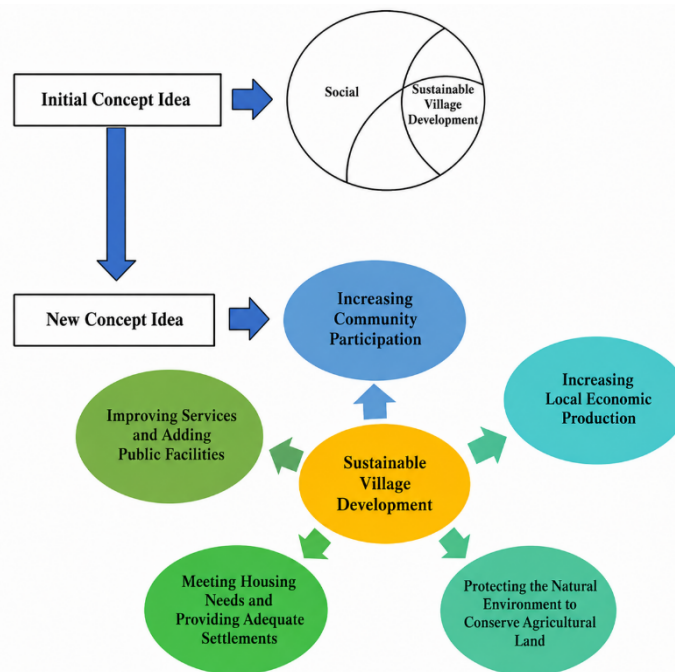 Initial Concept Idea
Social
Sustainable
Village
Development
New Concept Idea
Increasing
Community
Participation
Increasing
Local Economic
Production
Improving Services
and Adding
Public Facilities
Sustainable
Village
Development
Meeting Housing
Needs and
Providing Adequate
Settlements
Protecting the Natural
Environment to
Conserve Agricultural
Land